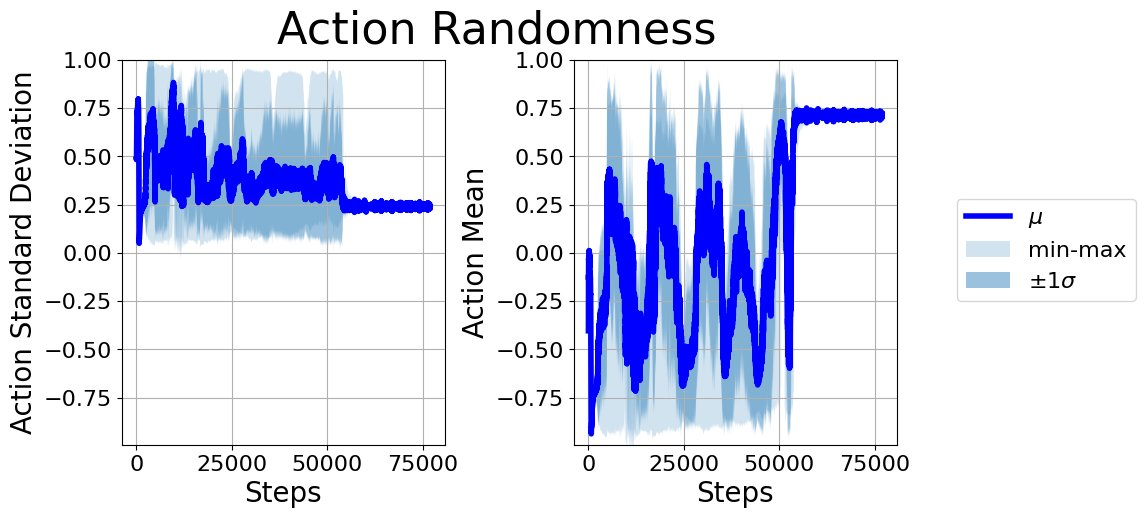 Action Randomness
Action Standard Deviation
1.00
0.75
0.50
0.25
0.00
−0.25
−0.50
−0.75
0 25000 50000 75000
Steps
Action Mean
1.00
0.75
0.50
0.25
0.00
−0.25
−0.50
−0.75
0 25000 50000 75000
Steps
μ
min-max
±1σ